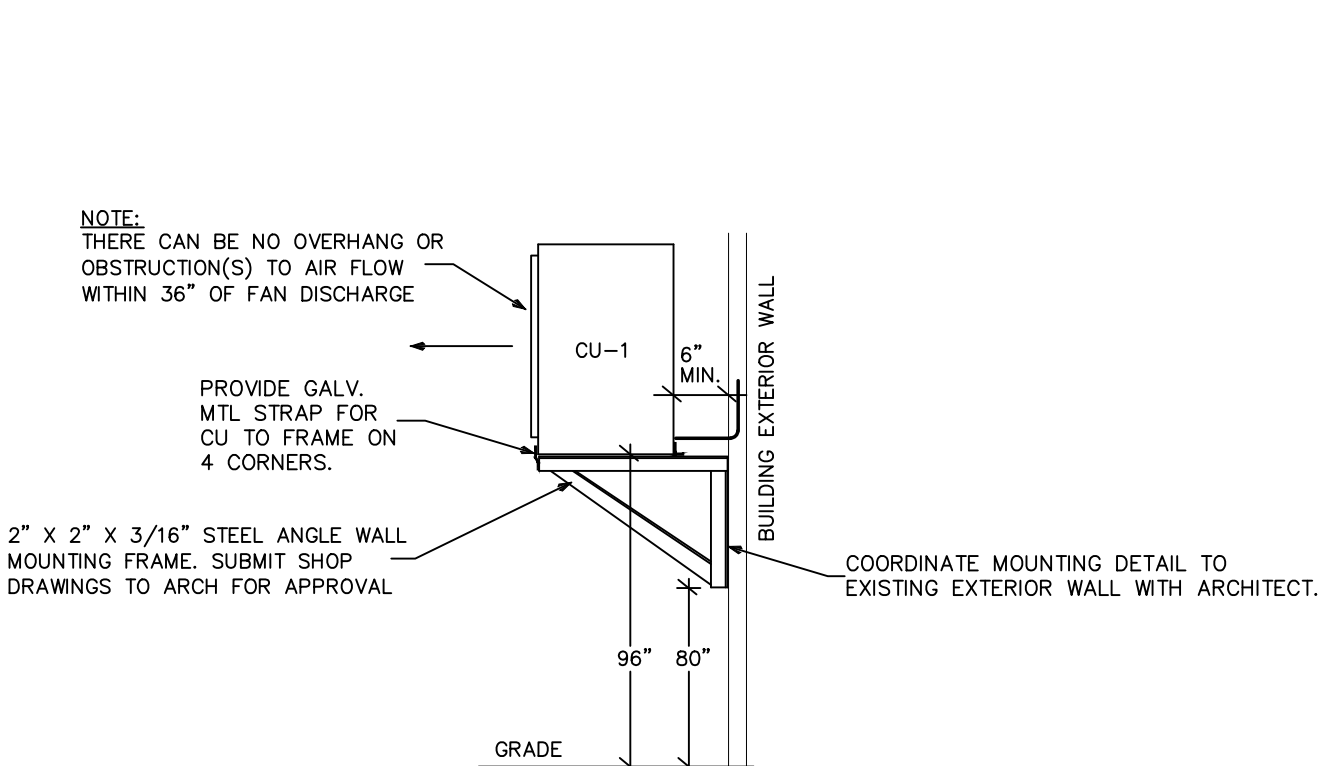 NOTE:
THERE CAN BE NO OVERHANG OR
OBSTRUCTION(S) TO AIR FLOW
WITHIN 36” OF FAN DISCHARGE
CU-1
6”
MIN.
BUILDING EXTERIOR WALL
PROVIDE GALV.
MTL STRAP FOR
CU TO FRAME ON
4 CORNERS.
2” X 2” X 3/16” STEEL ANGLE WALL
MOUNTING FRAME. SUBMIT SHOP
DRAWINGS TO ARCH FOR APPROVAL
COORDINATE MOUNTING DETAIL TO
EXISTING EXTERIOR WALL WITH ARCHITECT.
96”
80”
GRADE